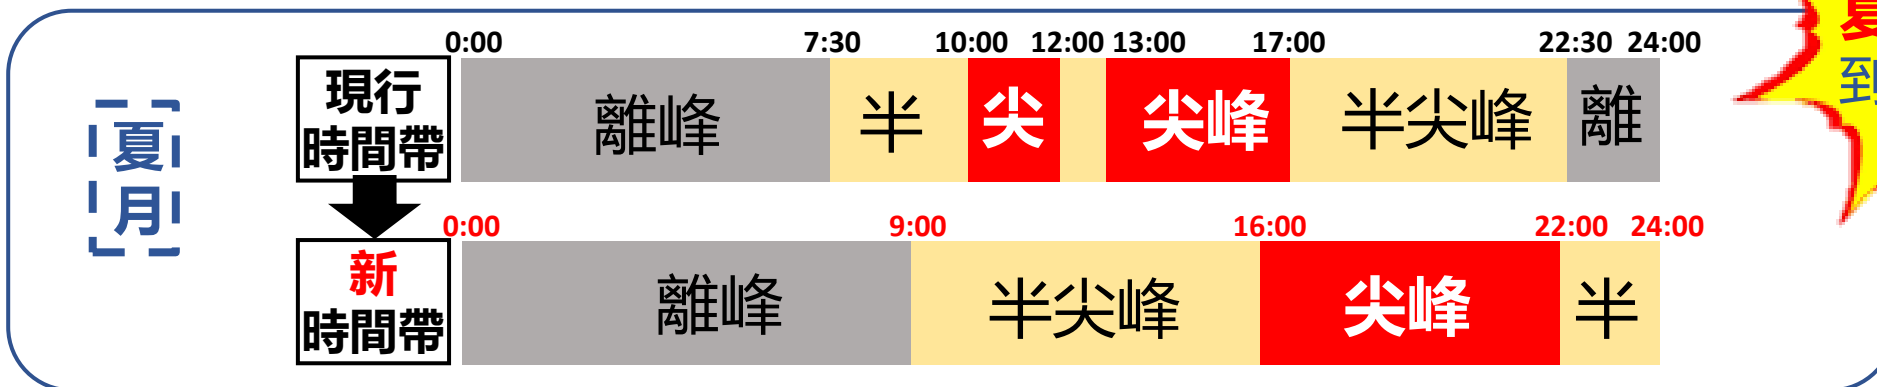 0:00 7:30 10:00 12:00 13:00 17:00 22:30 24:00
現行
時間帶
離峰 半 尖 尖峰 半尖峰 離
夏
月
0:00 9:00 16:00 22:00 24:00
新
時間帶
離峰 半尖峰 尖峰 半
到